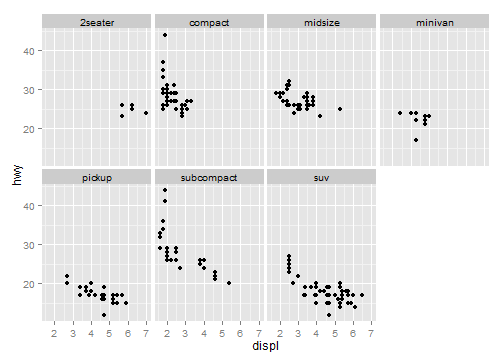 2seater compact midsize minivan
40
30
20
hwy
pickup subcompact suv
40
30
20
2 3 4 5 6 7 2 3 4 5 6 7 2 3 4 5 6 7
displ